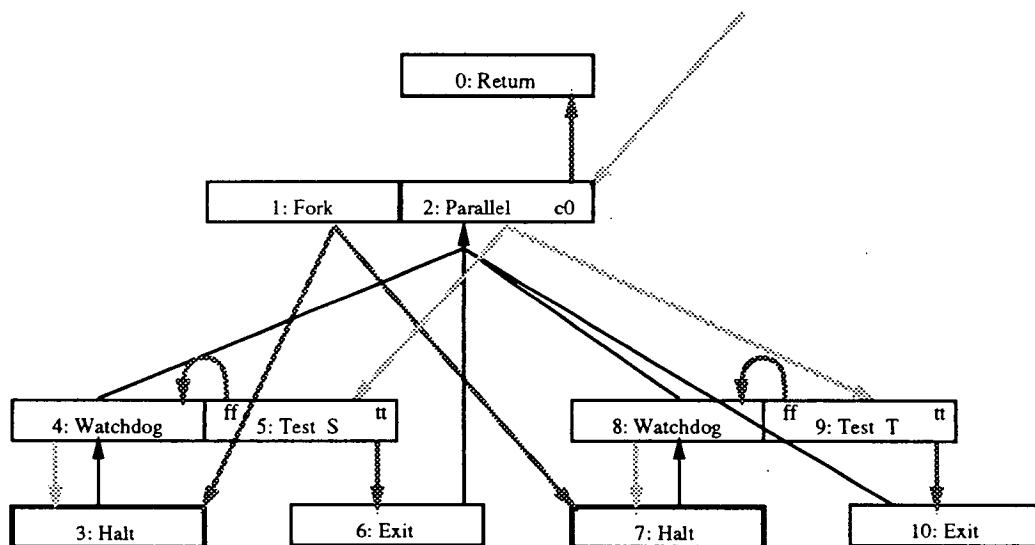 0: Return
1: Fork
2: Parallel c0
ff
tt
4: Watchdog
5: Test S
ff
tt
8: Watchdog
9: Test T
3: Halt
6: Exit
7: Halt
10: Exit